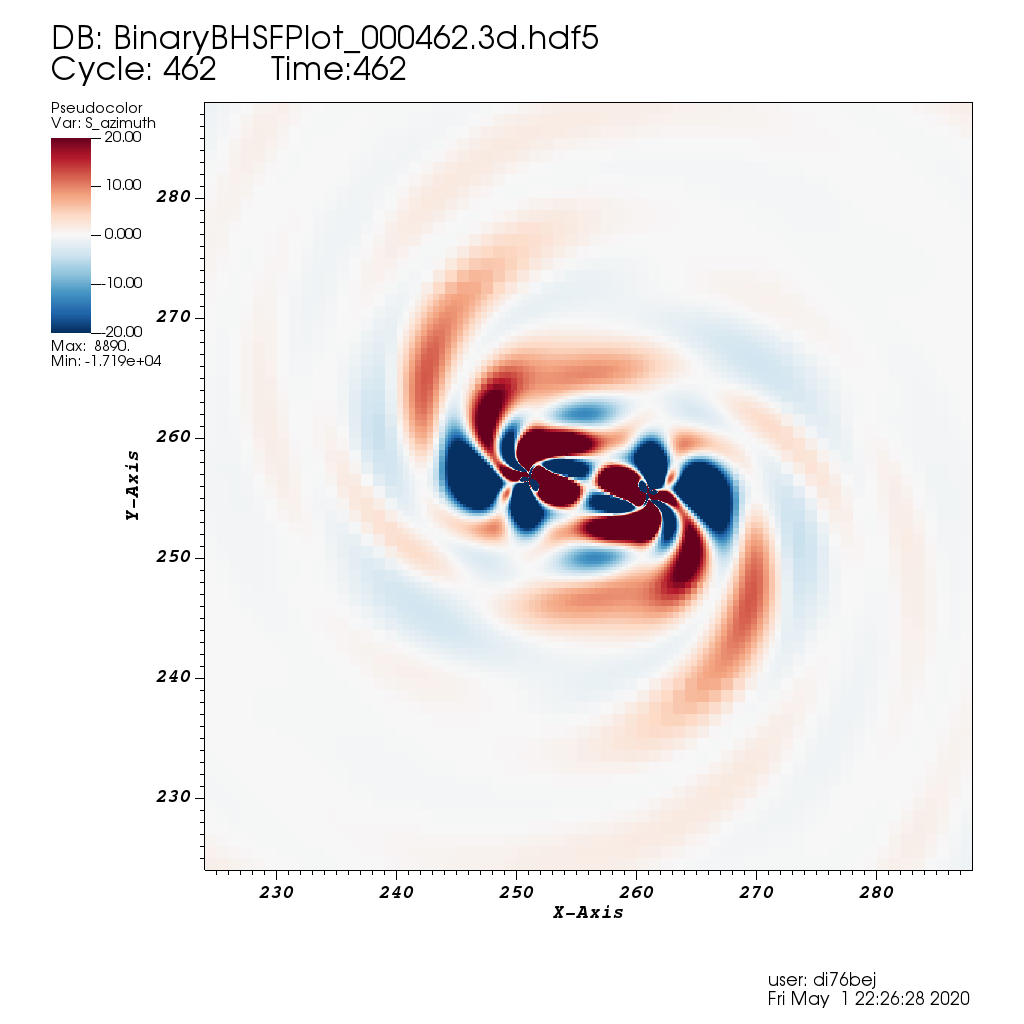 DB: BinaryBHSFPlot_000462.3d.hdf5
Cycle: 462 Time:462
Pseudocolor
Var: S_azimuth
20.00
10.00
0.000
-10.00
-20.00
Max: 8890.
Min: -1.719e+04
280
270
260
250
240
230
Y-Axis
230 240 250 260 270 280
X-Axis
user: di76bej
Fri May 1 22:26:28 2020